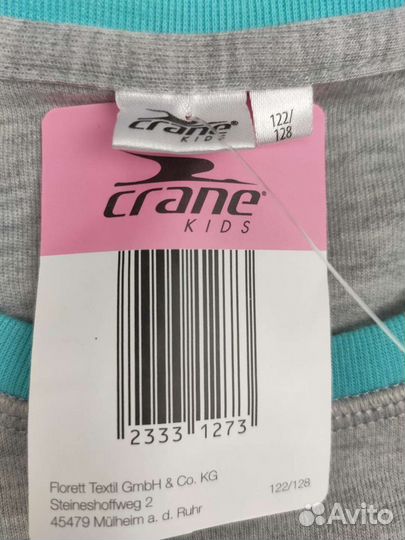 crane
KIDS
122/
128
crane®
KIDS
2333 1273
Florett Textil GmbH & Co. KG
Steineshoffweg 2
45479 Mülheim a. d. Ruhr
122/128
Avito